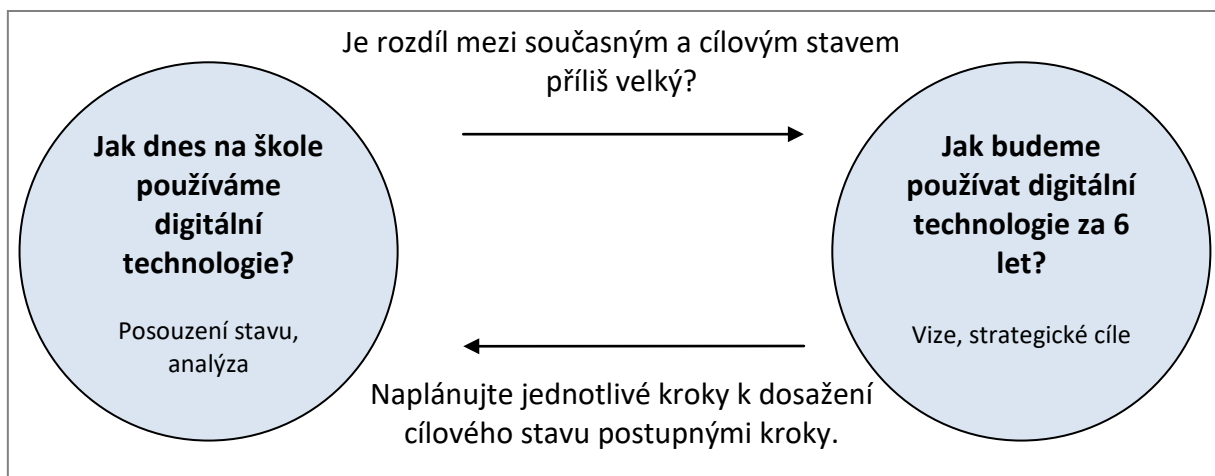 Je rozdíl mezi současným a cílovým stavem
příliš velký?
Jak dnes na škole
používáme
digitální
technologie?
Posouzení stavu,
analýza
Jak budeme
používat digitální
technologie za 6
let?
Vize, strategické cíle
Naplánujte jednotlivé kroky k dosažení
cílového stavu postupnými kroky.